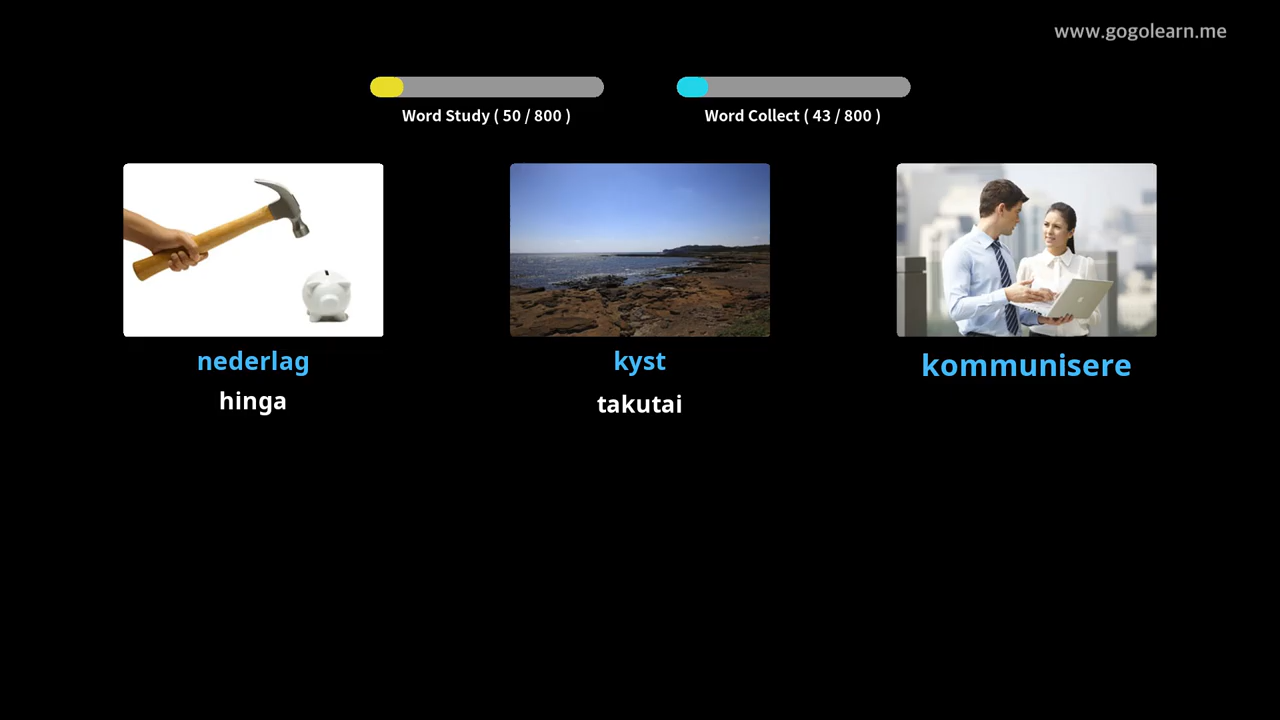 www.gogolearn.me
Word Study ( 50 / 800 )
Word Collect ( 43 / 800 )
nederlag
kyst
kommunisere
hinga
takutai